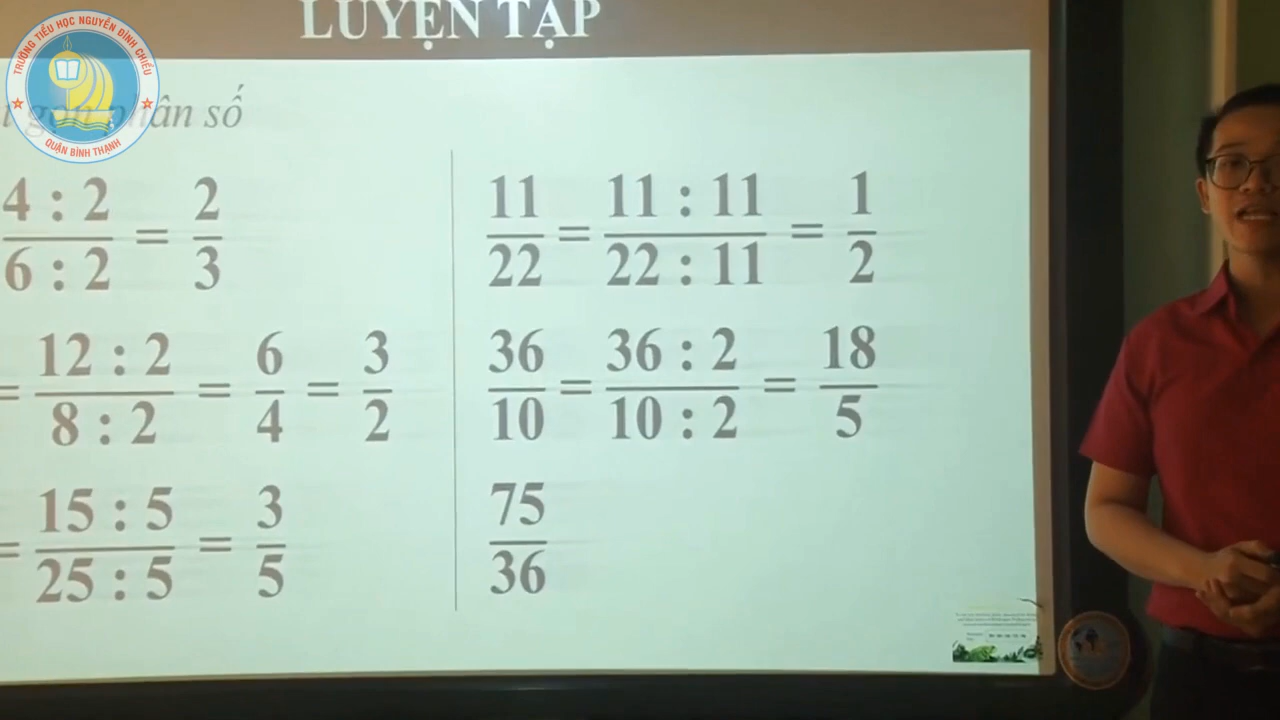 LUYỆN TẬP
TRƯỜNG TIỂU HỌC NGUYỄN ĐÌNH CHIỂU
QUẬN BÌNH THẠNH
phân số
4 : 2 / 6 : 2 = 2/3
= 12 : 2 / 8 : 2 = 6/4 = 3/2
= 15 : 5 / 25 : 5 = 3/5
11/22 = 11 : 11 / 22 : 11 = 1/2
36/10 = 36 : 2 / 10 : 2 = 18/5
75/36